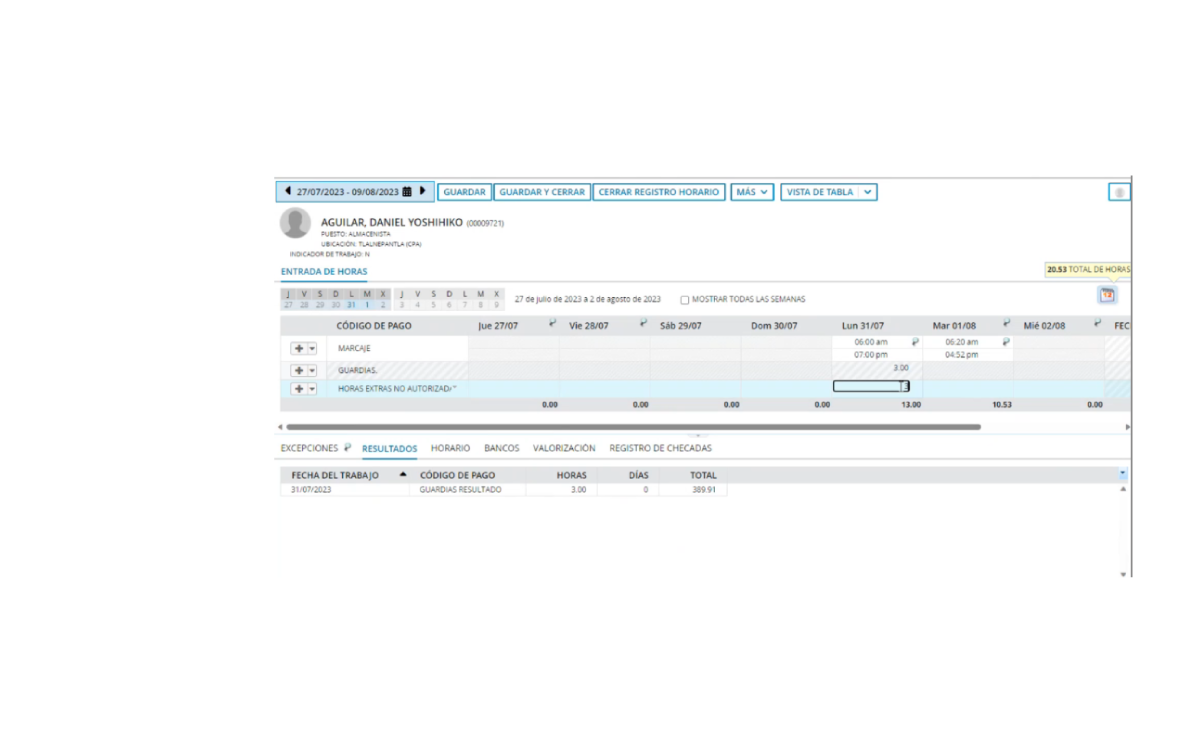 27/07/2023 - 09/08/2023 GUARDAR GUARDAR Y CERRAR CERRAR REGISTRO HORARIO MÁS VISTA DE TABLA
AGUILAR, DANIEL YOSHIHIKO (00009721)
PUESTO: ALMACENISTA
UBICACIÓN: TLALNEPANTLA (CPA)
INDICADOR DE TRABAJO: N
ENTRADA DE HORAS
20.53 TOTAL DE HORAS
J V S D L M X J V S D L M X
27 28 29 30 31 1 2 3 4 5 6 7 8 9
27 de julio de 2023 a 2 de agosto de 2023 MOSTRAR TODAS LAS SEMANAS
CÓDIGO DE PAGO Jue 27/07 Vie 28/07 Sáb 29/07 Dom 30/07 Lun 31/07 Mar 01/08 Mié 02/08 FEC
MARCAJE
06:00 am 06:20 am
07:00 pm 04:52 pm
GUARDIAS. 3.00
HORAS EXTRAS NO AUTORIZAD
0.00 0.00 0.00 0.00 13.00 10.53 0.00
EXCEPCIONES RESULTADOS HORARIO BANCOS VALORIZACIÓN REGISTRO DE CHECADAS
FECHA DEL TRABAJO CÓDIGO DE PAGO HORAS DÍAS TOTAL
31/07/2023 GUARDIAS RESULTADO 3.00 0 389.91